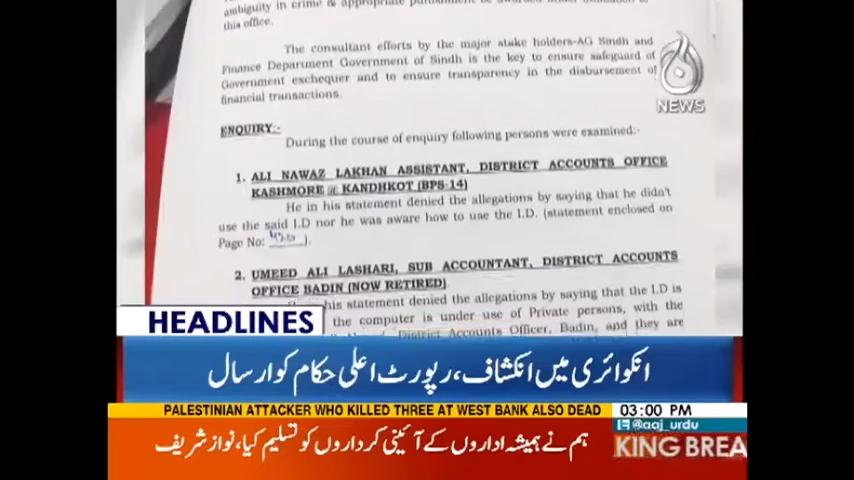 ambiguity in crime & appropriate punishment be awarded under intimation to
this office.
The consultant efforts by the major stake holders-AG Sindh and
Finance Department Government of Sindh is the key to ensure safeguard of
Government exchequer and to ensure transparency in the disbursement of
financial transactions.
NEWS
ENQUIRY:-
During the course of enquiry following persons were examined:-
1. ALI NAWAZ LAKHAN ASSISTANT, DISTRICT ACCOUNTS OFFICE
KASHMORE @ KANDHKOT (BPS-14)
He in his statement denied the allegations by saying that he didn't
use the said I.D nor he was aware how to use the I.D. (statement enclosed on
Page No: ).
2. UMEED ALI LASHARI, SUB ACCOUNTANT, DISTRICT ACCOUNTS
OFFICE BADIN (NOW RETIRED)
his statement denied the allegations by saying that the I.D is
the computer is under use of Private persons, with the
District Accounts Officer, Badin, and they are
HEADLINES
انکوائری میں انکشاف، رپورٹ اعلی حکام کو ارسال
PALESTINIAN ATTACKER WHO KILLED THREE AT WEST BANK ALSO DEAD
03:00 PM
@aaj_urdu
ہم نے ہمیشہ اداروں کے آئینی کرداروں کو تسلیم کیا، نواز شریف
KING BREA